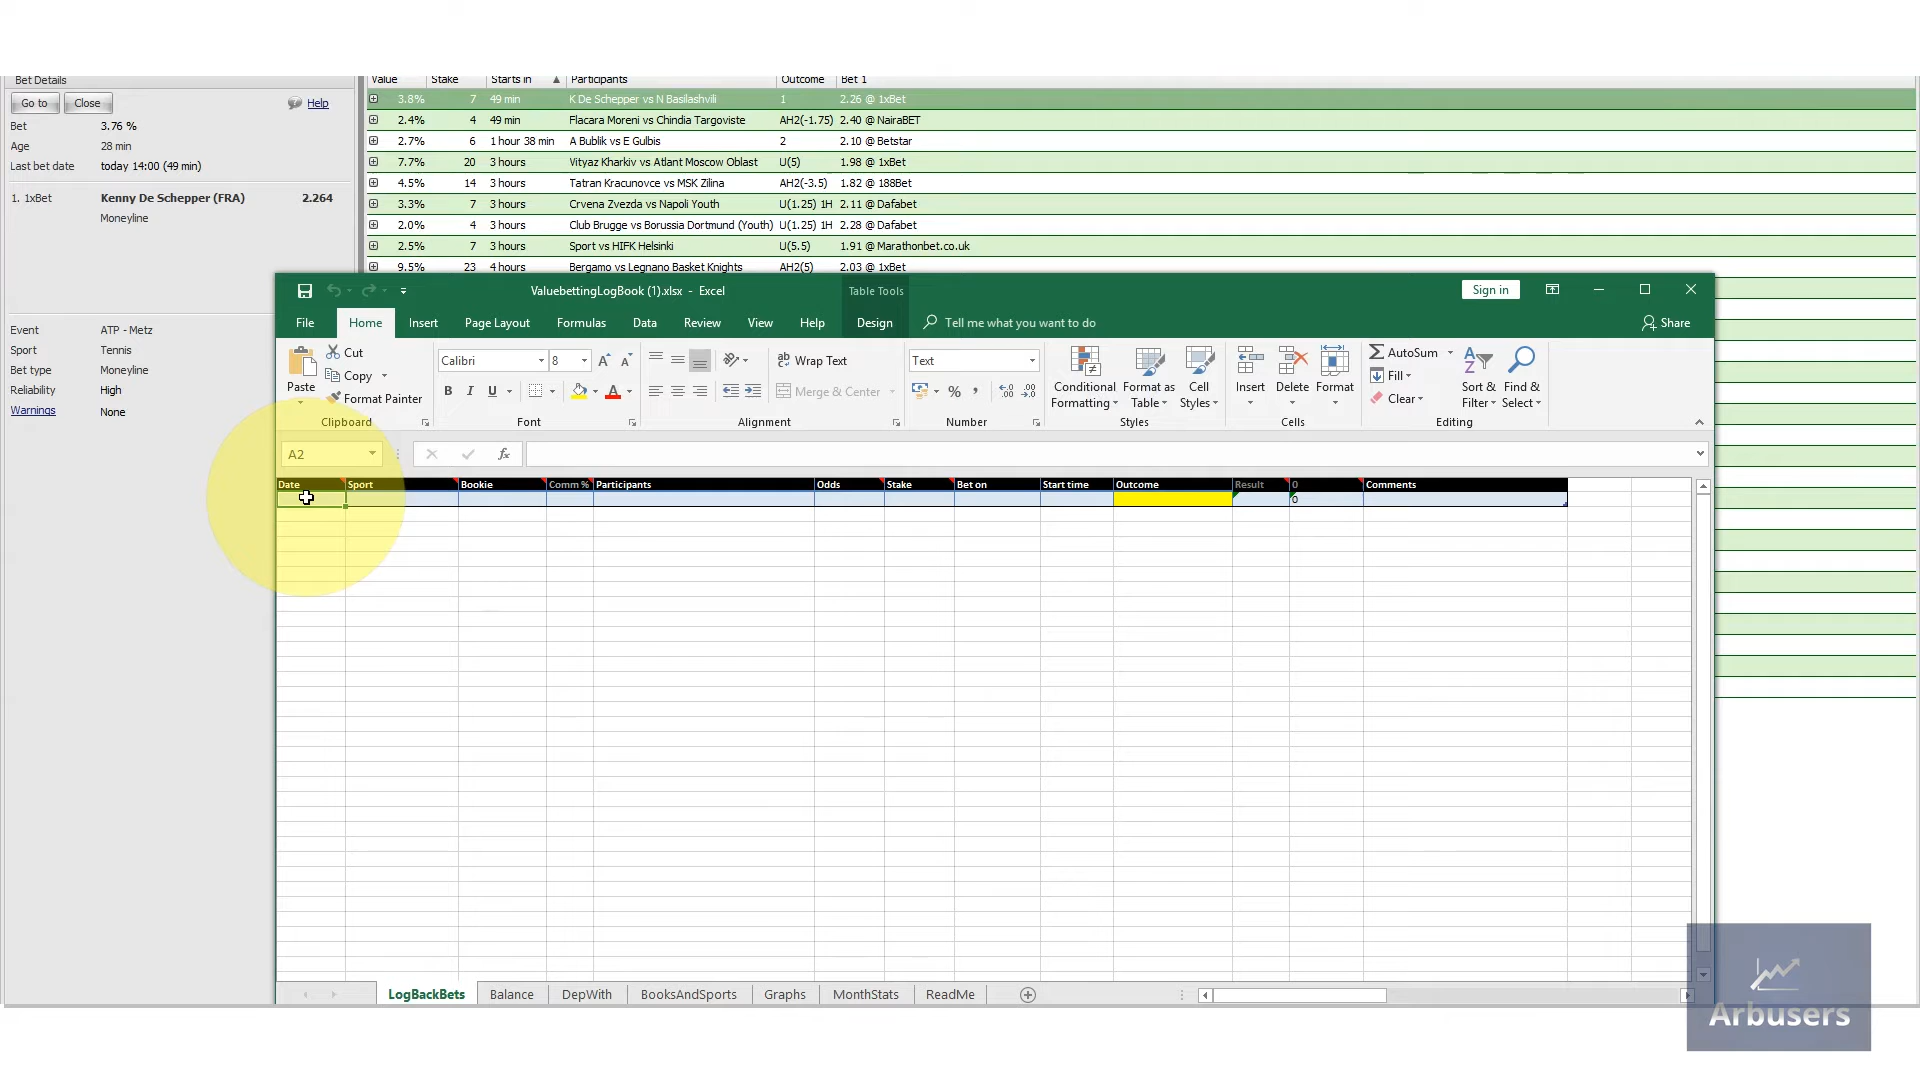 Bet Details
Go to Close Help
Bet 3.76 %
Age 28 min
Last bet date today 14:00 (49 min)
1. 1xBet Kenny De Schepper (FRA) 2.264
Moneyline
Event ATP - Metz
Sport Tennis
Bet type Moneyline
Reliability High
Warnings None
Value Stake Starts in Participants Outcome Bet 1
3.8% 7 49 min K De Schepper vs N Basilashvili 1 2.26 @ 1xBet
2.4% 4 49 min Flacara Moreni vs Chindia Targoviste AH2(-1.75) 2.40 @ NairaBET
2.7% 6 1 hour 38 min A Bublik vs E Gulbis 2 2.10 @ Betstar
7.7% 20 3 hours Vityaz Kharkiv vs Atlant Moscow Oblast U(5) 1.98 @ 1xBet
4.5% 14 3 hours Tatran Kracunovce vs MSK Zilina AH2(-3.5) 1.82 @ 188Bet
3.3% 7 3 hours Crvena Zvezda vs Napoli Youth U(1.25) 1H 2.11 @ Dafabet
2.0% 4 3 hours Club Brugge vs Borussia Dortmund (Youth) U(1.25) 1H 2.28 @ Dafabet
2.5% 7 3 hours Sport vs HIFK Helsinki U(5.5) 1.91 @ Marathonbet.co.uk
9.5% 23 4 hours Bergamo vs Legnano Basket Knights AH2(5) 2.03 @ 1xBet
ValuebettingLogBook (1).xlsx - Excel Table Tools Sign in
File Home Insert Page Layout Formulas Data Review View Help Design Tell me what you want to do Share
Paste Cut Copy Format Painter
Calibri 8
B I U
Wrap Text
Merge & Center
Text
%
Conditional Formatting Format as Table Cell Styles
Insert Delete Format
AutoSum Fill Clear
Sort & Filter Find & Select
Clipboard Font Alignment Number Styles Cells Editing
A2 fx
Date Sport Bookie Comm % Participants Odds Stake Bet on Start time Outcome Result 0 Comments
0
LogBackBets Balance DepWith BooksAndSports Graphs MonthStats ReadMe
Arbusers